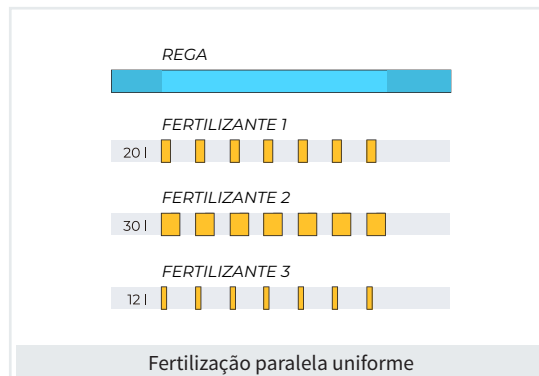 REGA
FERTILIZANTE 1
20 l
FERTILIZANTE 2
30 l
FERTILIZANTE 3
12 l
Fertilização paralela uniforme